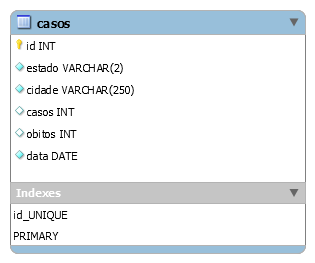 casos
id INT
estado VARCHAR(2)
cidade VARCHAR(250)
casos INT
obitos INT
data DATE
Indexes
id_UNIQUE
PRIMARY